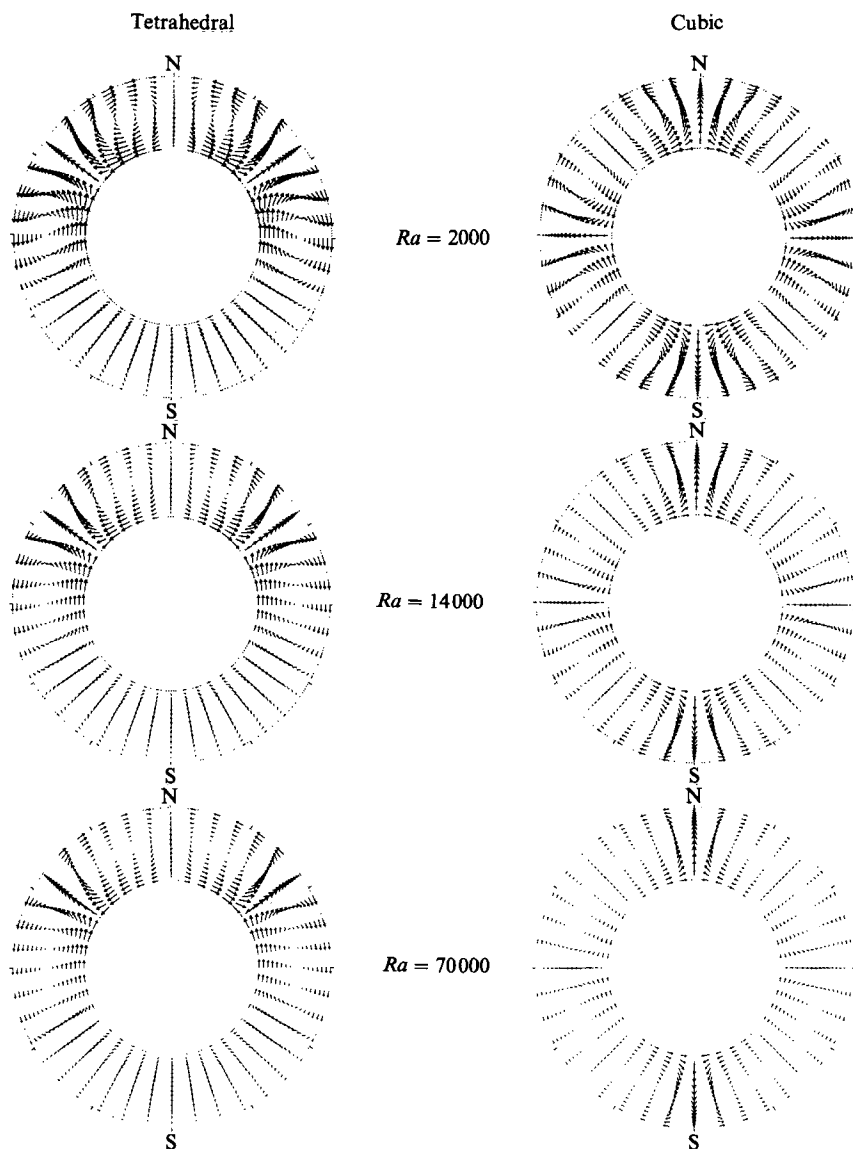 Tetrahedral
Cubic
N
N
Ra = 2000
S
S
N
N
Ra = 14000
S
S
N
N
Ra = 70000
S
S